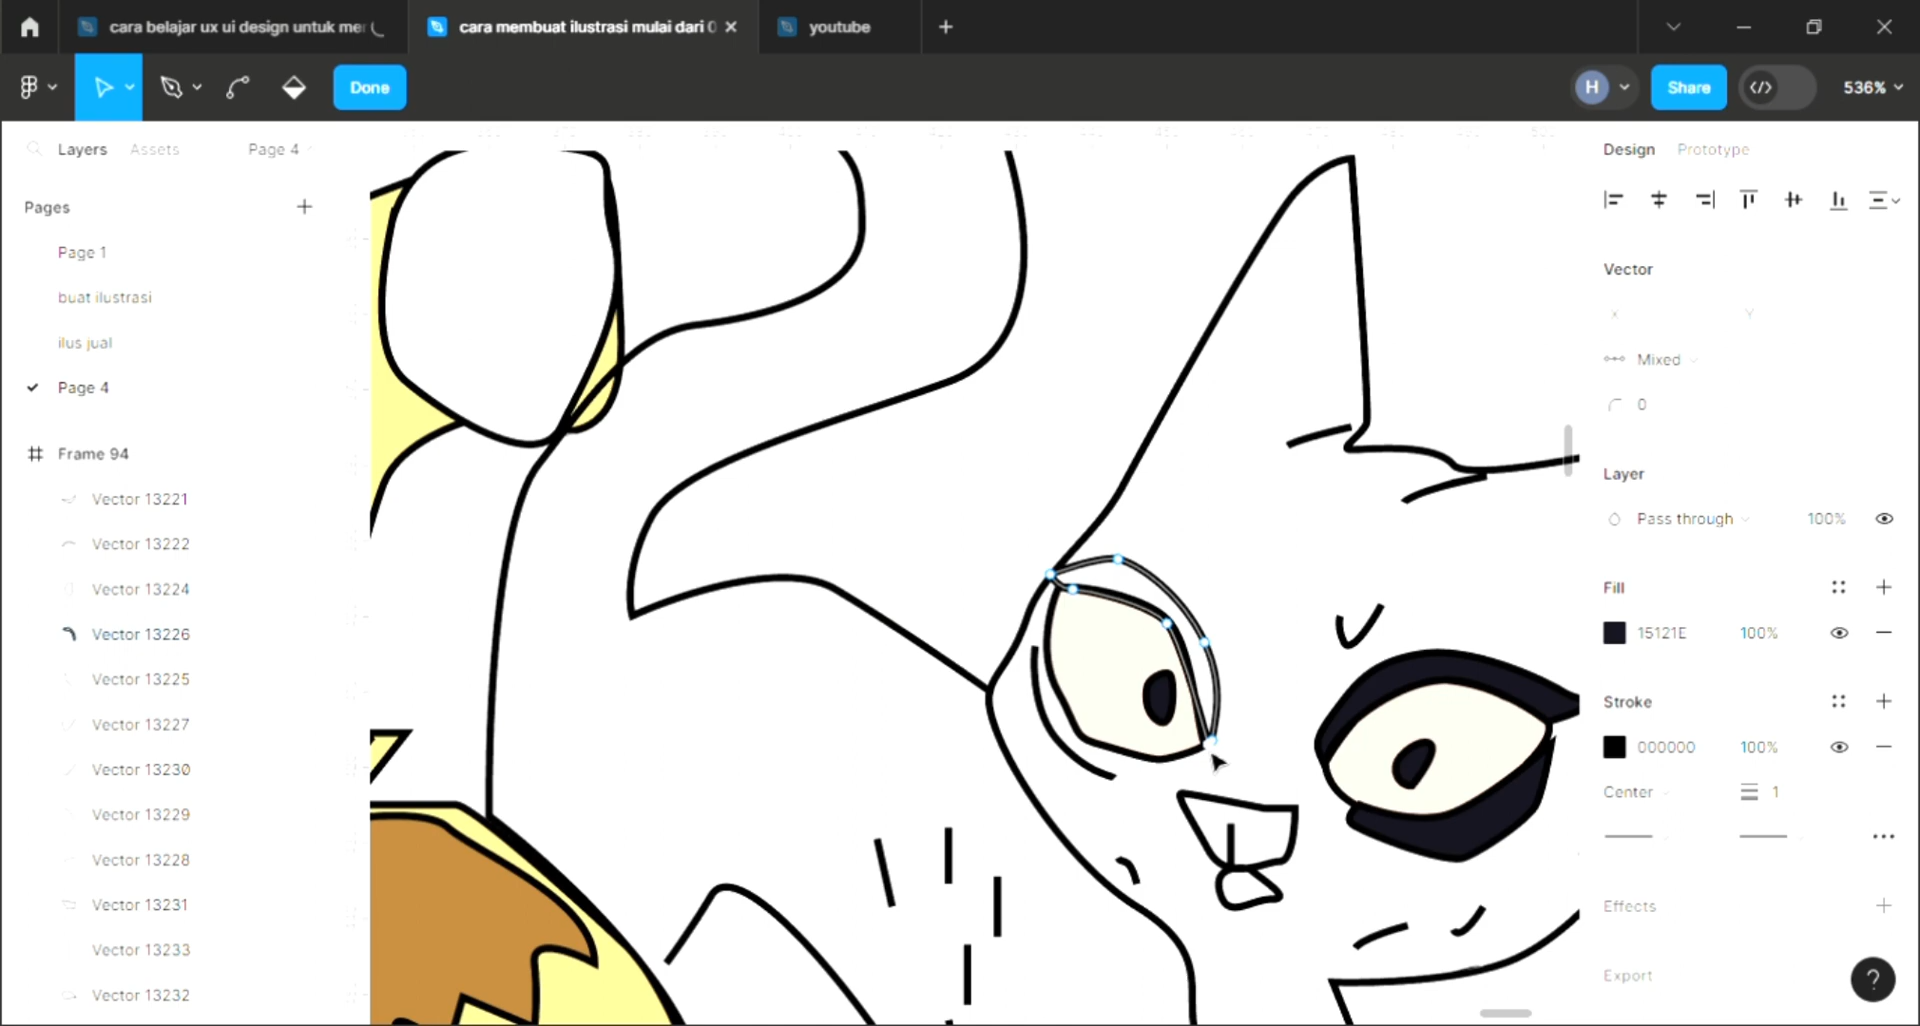 cara belajar ux ui design untuk me
cara membuat ilustrasi mulai dari 0
youtube
Done
H
Share
536%
Layers
Assets
Page 4
Pages
Page 1
buat ilustrasi
ilus jual
Page 4
Frame 94
Vector 13221
Vector 13222
Vector 13224
Vector 13226
Vector 13225
Vector 13227
Vector 13230
Vector 13229
Vector 13228
Vector 13231
Vector 13233
Vector 13232
Design
Prototype
Vector
X
Y
Mixed
0
Layer
Pass through
100%
Fill
15121E
100%
Stroke
000000
100%
Center
1
Effects
Export
?